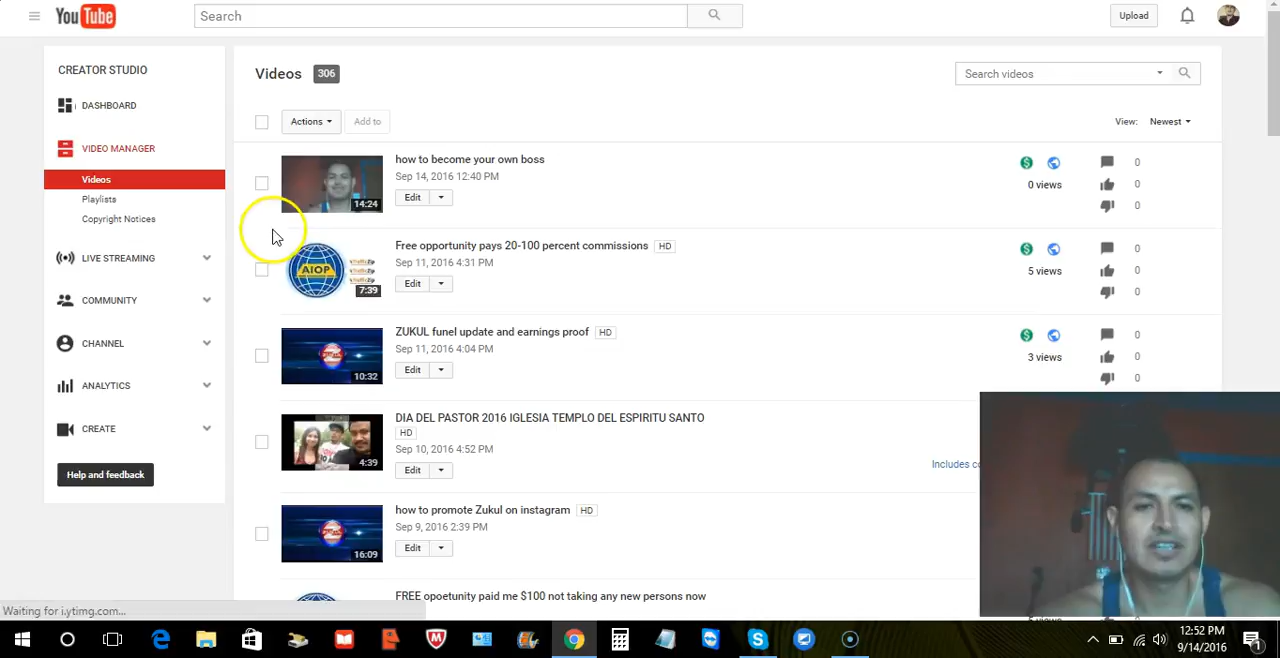 YouTube
Search
Upload
CREATOR STUDIO
DASHBOARD
VIDEO MANAGER
Videos
Playlists
Copyright Notices
LIVE STREAMING
COMMUNITY
CHANNEL
ANALYTICS
CREATE
Help and feedback
Videos 306
Search videos
Actions Add to
View: Newest
how to become your own boss
Sep 14, 2016 12:40 PM
Edit
14:24
0 views
0
0
0
Free opportunity pays 20-100 percent commissions HD
Sep 11, 2016 4:31 PM
Edit
AIOP
7:39
5 views
0
0
0
ZUKUL funel update and earnings proof HD
Sep 11, 2016 4:04 PM
Edit
10:32
3 views
0
0
0
DIA DEL PASTOR 2016 IGLESIA TEMPLO DEL ESPIRITU SANTO
HD
Sep 10, 2016 4:52 PM
Edit
4:39
Includes
how to promote Zukul on instagram HD
Sep 9, 2016 2:39 PM
Edit
16:09
FREE opoetunity paid me $100 not taking any new persons now
Waiting for i.ytimg.com...
12:52 PM
9/14/2016
1